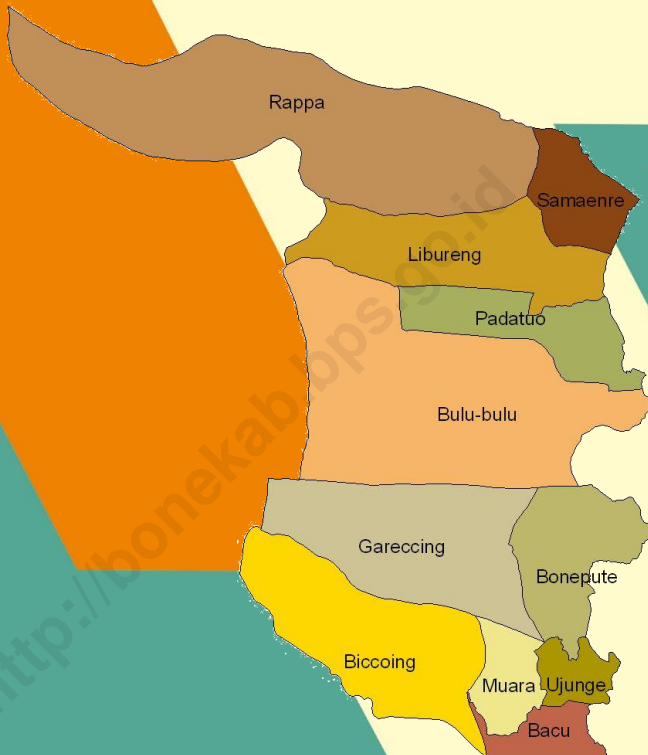 Rappa
Samaenre
Libureng
Padatuo
Bulu-bulu
Gareccing
Bonepute
Biccoing
Muara
Ujunge
Bacu
http://bonekab.bps.go.id